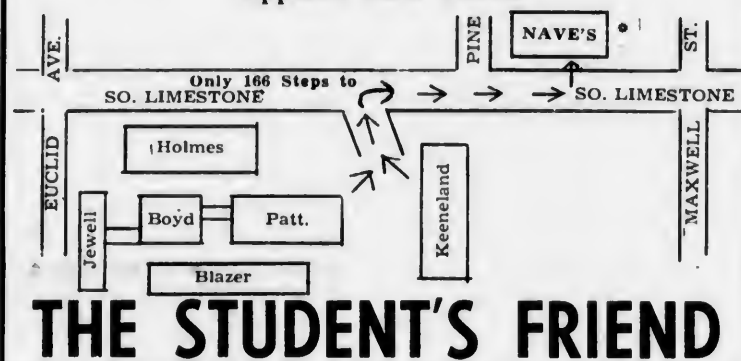 NAVE'S
AVE.
PINE
ST.
Only 166 Steps to
SO. LIMESTONE
SO. LIMESTONE
EUCLID
Holmes
Keeneland
MAXWELL
Jewell
Boyd
Patt.
Blazer
THE STUDENT'S FRIEND